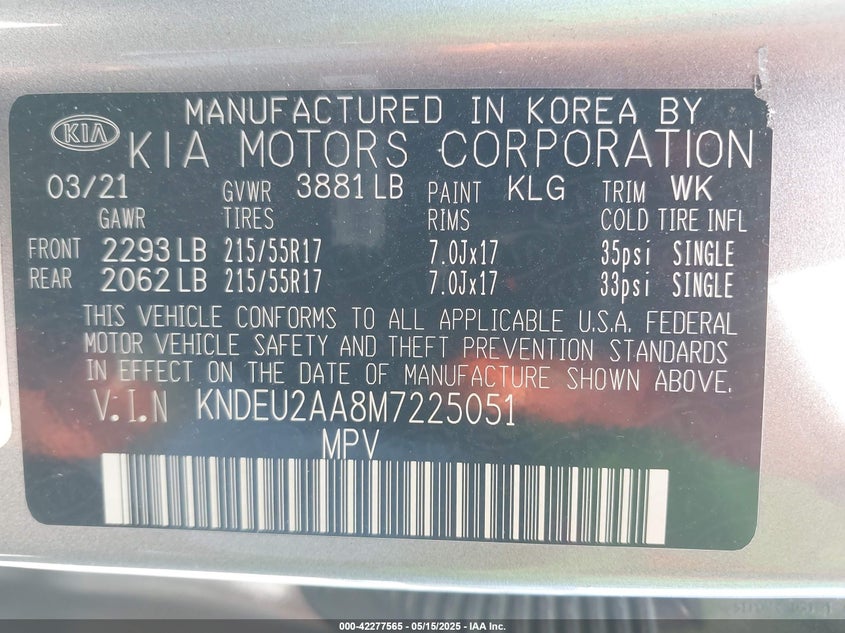 KIA
MANUFACTURED IN KOREA BY
KIA MOTORS CORPORATION
03/21 GVWR 3881 LB PAINT KLG TRIM WK
GAWR TIRES RIMS COLD TIRE INFL
FRONT 2293 LB 215/55R17 7.0Jx17 35psi SINGLE
REAR 2062 LB 215/55R17 7.0Jx17 33psi SINGLE
THIS VEHICLE CONFORMS TO ALL APPLICABLE U.S.A. FEDERAL
MOTOR VEHICLE SAFETY AND THEFT PREVENTION STANDARDS
IN EFFECT ON THE DATE OF MANUFACTURE SHOWN ABOVE.
V.I.N KNDEU2AA8M7225051
MPV
000-42277565 - 05/15/2025 - IAA Inc.